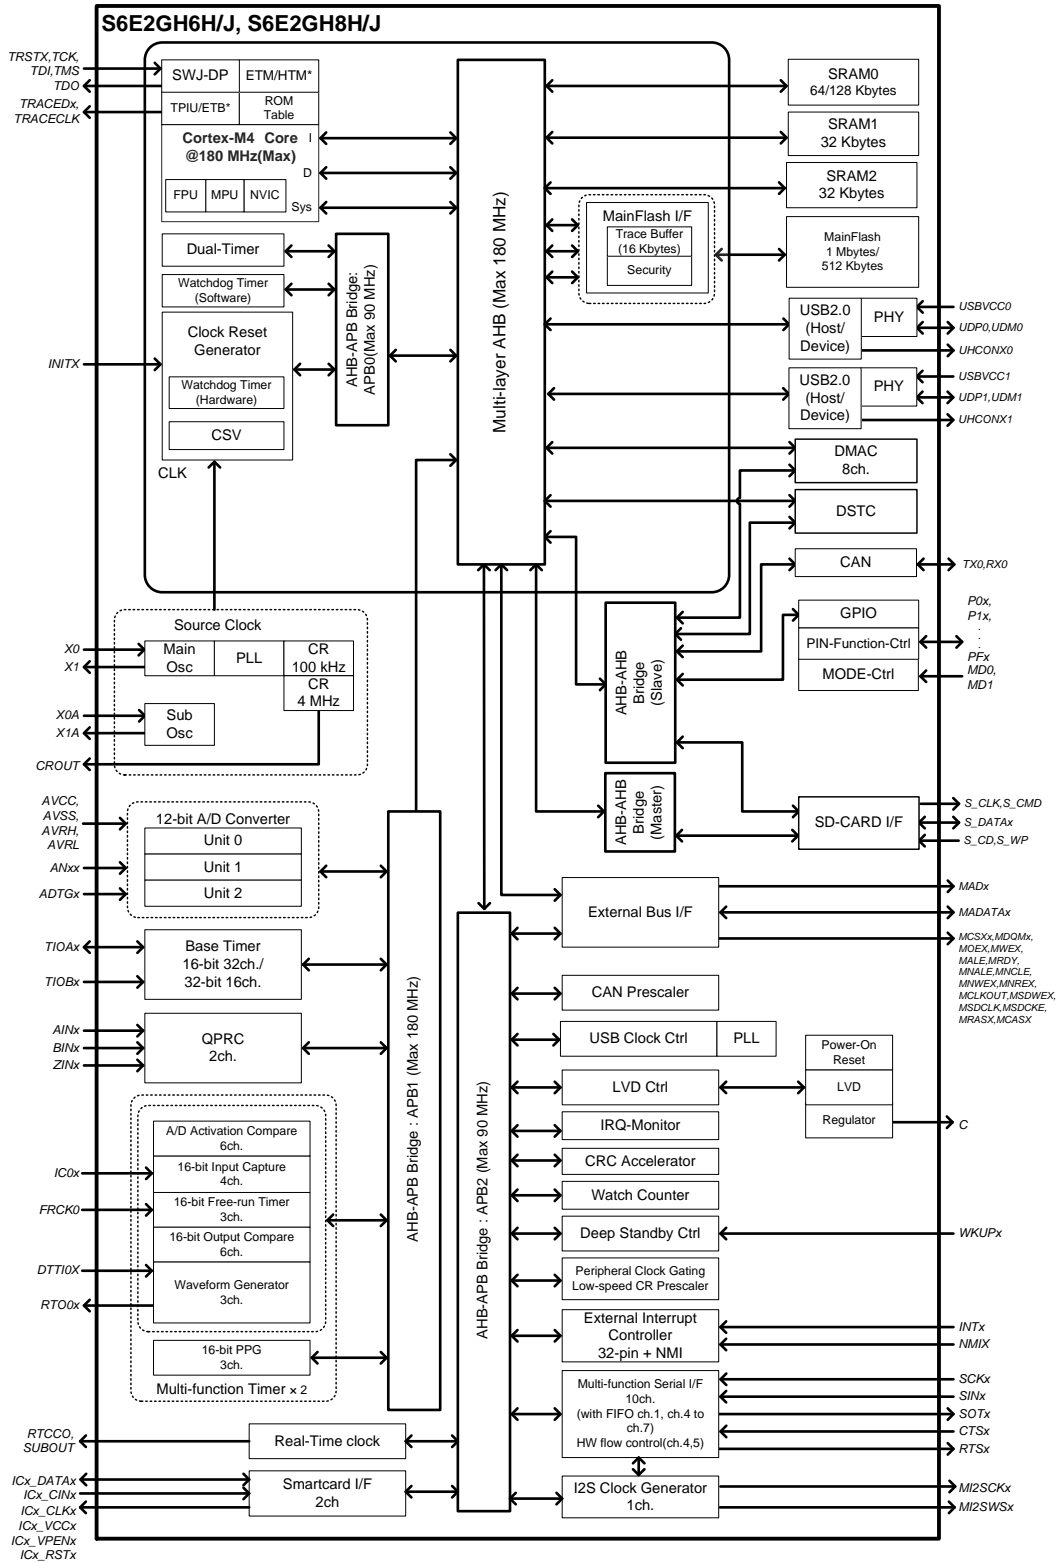 S6E2GH6H/J, S6E2GH8H/J
TRSTX,TCK,
TDI,TMS
TDO
TRACEDx,
TRACECLK
SWJ-DP
ETM/HTM*
TPIU/ETB*
ROM
Table
Cortex-M4 Core
@180 MHz(Max)
I
D
Sys
FPU
MPU
NVIC
Dual-Timer
Watchdog Timer
(Software)
Clock Reset
Generator
Watchdog Timer
(Hardware)
CSV
CLK
INITX
AHB-APB Bridge:
APB0(Max 90 MHz)
Multi-layer AHB (Max 180 MHz)
MainFlash I/F
Trace Buffer
(16 Kbytes)
Security
SRAM0
64/128 Kbytes
SRAM1
32 Kbytes
SRAM2
32 Kbytes
MainFlash
1 Mbytes/
512 Kbytes
USB2.0
(Host/
Device)
PHY
USBVCC0
UDP0,UDM0
UHCONX0
USB2.0
(Host/
Device)
PHY
USBVCC1
UDP1,UDM1
UHCONX1
DMAC
8ch.
DSTC
CAN
TX0,RX0
GPIO
PIN-Function-Ctrl
MODE-Ctrl
P0x,
P1x,
.
.
PFx
MD0,
MD1
AHB-AHB
Bridge
(Slave)
AHB-AHB
Bridge
(Master)
SD-CARD I/F
S_CLK,S_CMD
S_DATAx
S_CD,S_WP
Source Clock
X0
X1
Main
Osc
PLL
CR
100 kHz
CR
4 MHz
X0A
X1A
Sub
Osc
CROUT
AVCC,
AVSS,
AVRH,
AVRL
ANxx
ADTGx
12-bit A/D Converter
Unit 0
Unit 1
Unit 2
TIOAx
TIOBx
Base Timer
16-bit 32ch./
32-bit 16ch.
AINx
BINx
ZINx
QPRC
2ch.
A/D Activation Compare
6ch.
IC0x
16-bit Input Capture
4ch.
FRCK0
16-bit Free-run Timer
3ch.
16-bit Output Compare
6ch.
DTTI0X
RTO0x
Waveform Generator
3ch.
16-bit PPG
3ch.
Multi-function Timer × 2
RTCCO,
SUBOUT
Real-Time clock
ICx_DATAx
ICx_CINx
ICx_CLKx
ICx_VCCx
ICx_VPENx
ICx_RSTx
Smartcard I/F
2ch
AHB-APB Bridge : APB1 (Max 180 MHz)
AHB-APB Bridge : APB2 (Max 90 MHz)
External Bus I/F
MADx
MADATAx
MCSXx,MDQMx,
MOEX,MWEX,
MALE,MRDY,
MNALE,MNCLE,
MNWEX,MNREX,
MCLKOUT,MSDWEX,
MSDCLK,MSDCKE,
MRASX,MCASX
CAN Prescaler
USB Clock Ctrl
PLL
LVD Ctrl
Power-On
Reset
LVD
Regulator
C
IRQ-Monitor
CRC Accelerator
Watch Counter
Deep Standby Ctrl
WKUPx
Peripheral Clock Gating
Low-speed CR Prescaler
External Interrupt
Controller
32-pin + NMI
INTx
NMIX
Multi-function Serial I/F
10ch.
(with FIFO ch.1, ch.4 to
ch.7)
HW flow control(ch.4,5)
SCKx
SINx
SOTx
CTSx
RTSx
I2S Clock Generator
1ch.
MI2SCKx
MI2SWSx